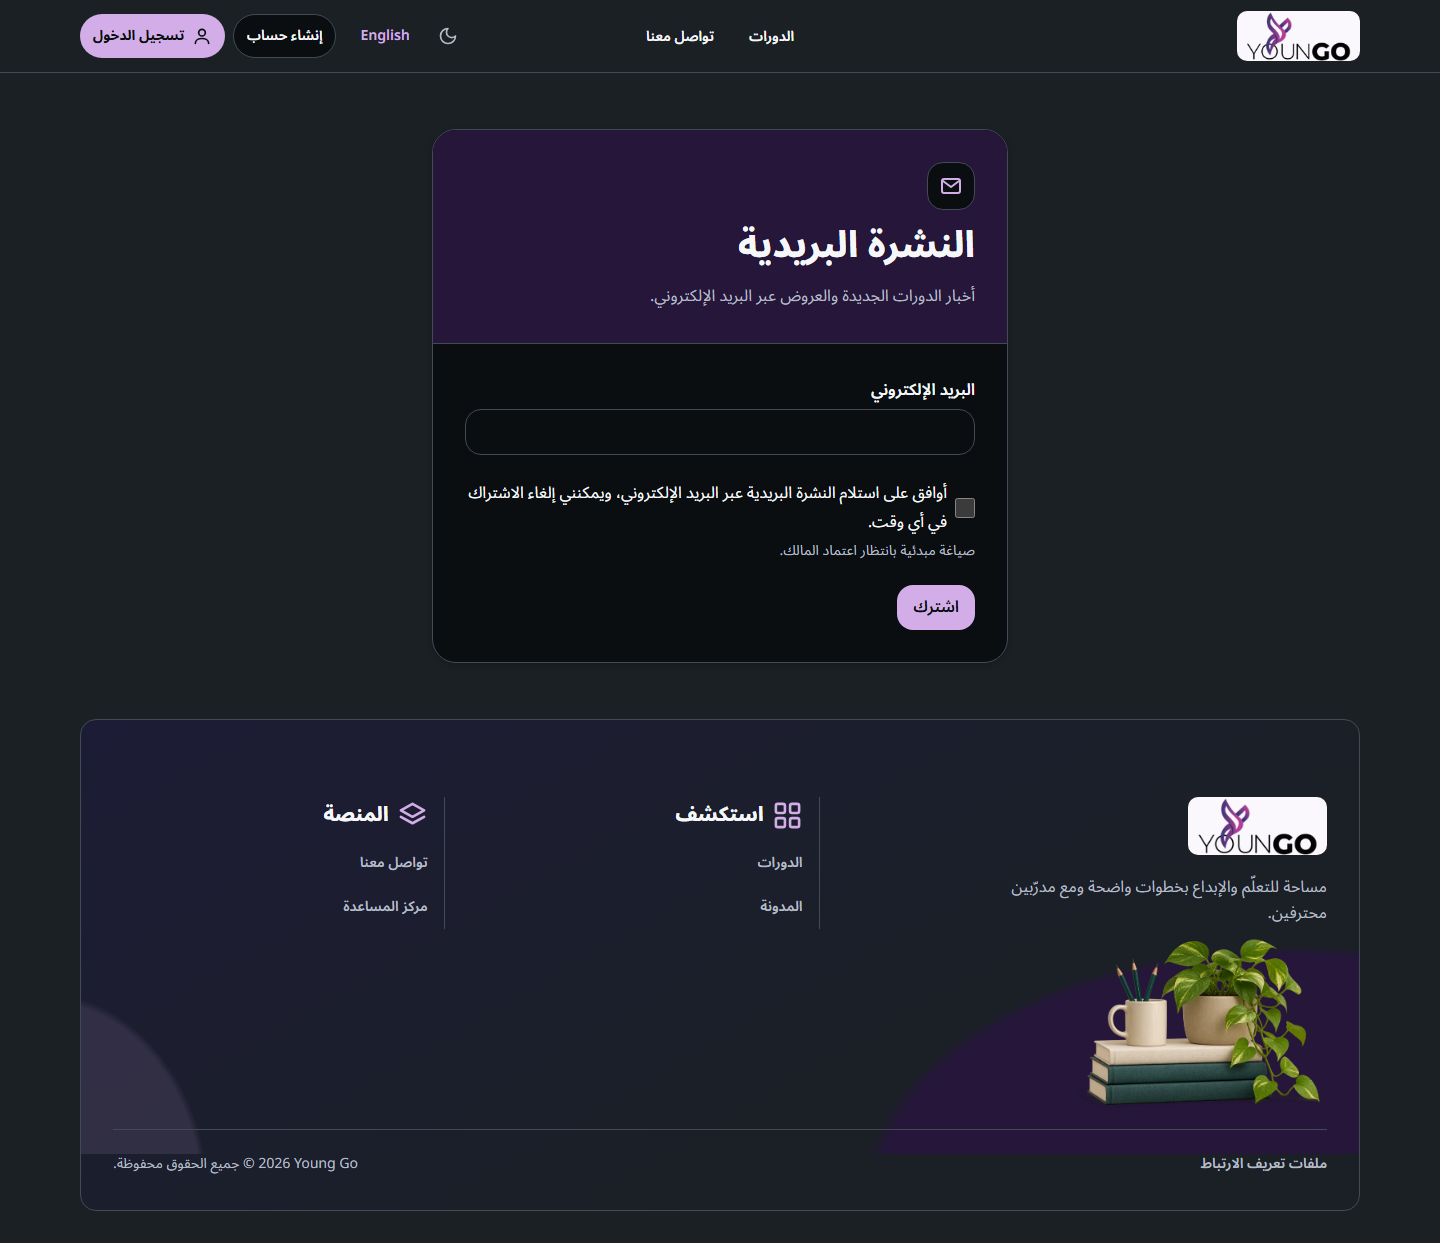 YOUNGO
الدورات
تواصل معنا
English
إنشاء حساب
تسجيل الدخول
النشرة البريدية
أخبار الدورات الجديدة والعروض عبر البريد الإلكتروني.
البريد الإلكتروني
أوافق على استلام النشرة البريدية عبر البريد الإلكتروني، ويمكنني إلغاء الاشتراك
في أي وقت.
صياغة مبدئية بانتظار اعتماد المالك.
اشترك
YOUNGO
مساحة للتعلّم والإبداع بخطوات واضحة ومع مدرّبين
محترفين.
استكشف
الدورات
المدونة
المنصة
تواصل معنا
مركز المساعدة
ملفات تعريف الارتباط
Young Go 2026 © جميع الحقوق محفوظة.